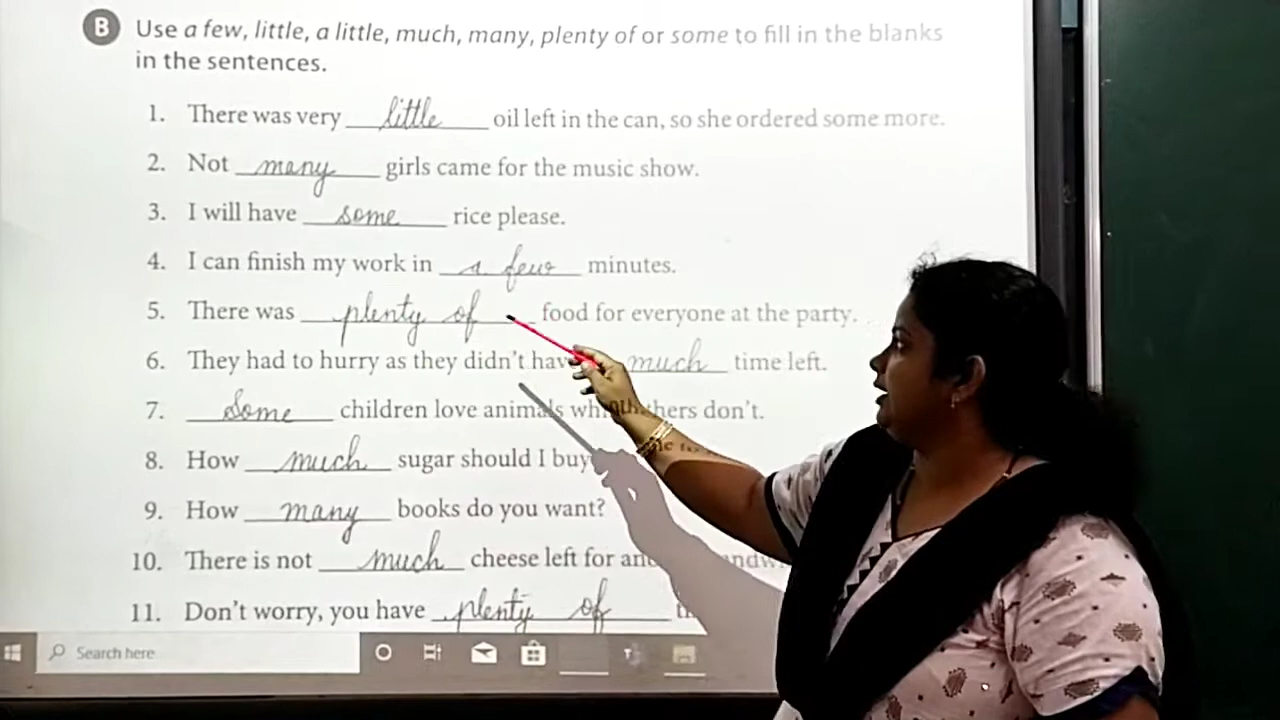 B Use a few, little, a little, much, many, plenty of or some to fill in the blanks
in the sentences.
1. There was very little oil left in the can, so she ordered some more.
2. Not many girls came for the music show.
3. I will have some rice please.
4. I can finish my work in a few minutes.
5. There was plenty of food for everyone at the party.
6. They had to hurry as they didn't have much time left.
7. Some children love animals while others don't.
8. How much sugar should I buy
9. How many books do you want?
10. There is not much cheese left for
11. Don't worry, you have plenty of
Search here